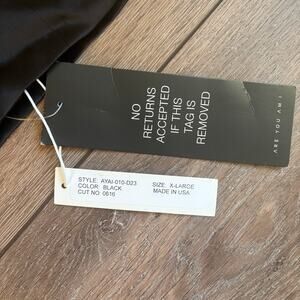 NO
RETURNS
ACCEPTED
IF THIS
TAG IS
REMOVED
ARE YOU AM I
STYLE: AYAI-010-D23
COLOR: BLACK
CUT NO: 0616
SIZE: X-LARGE
MADE IN USA